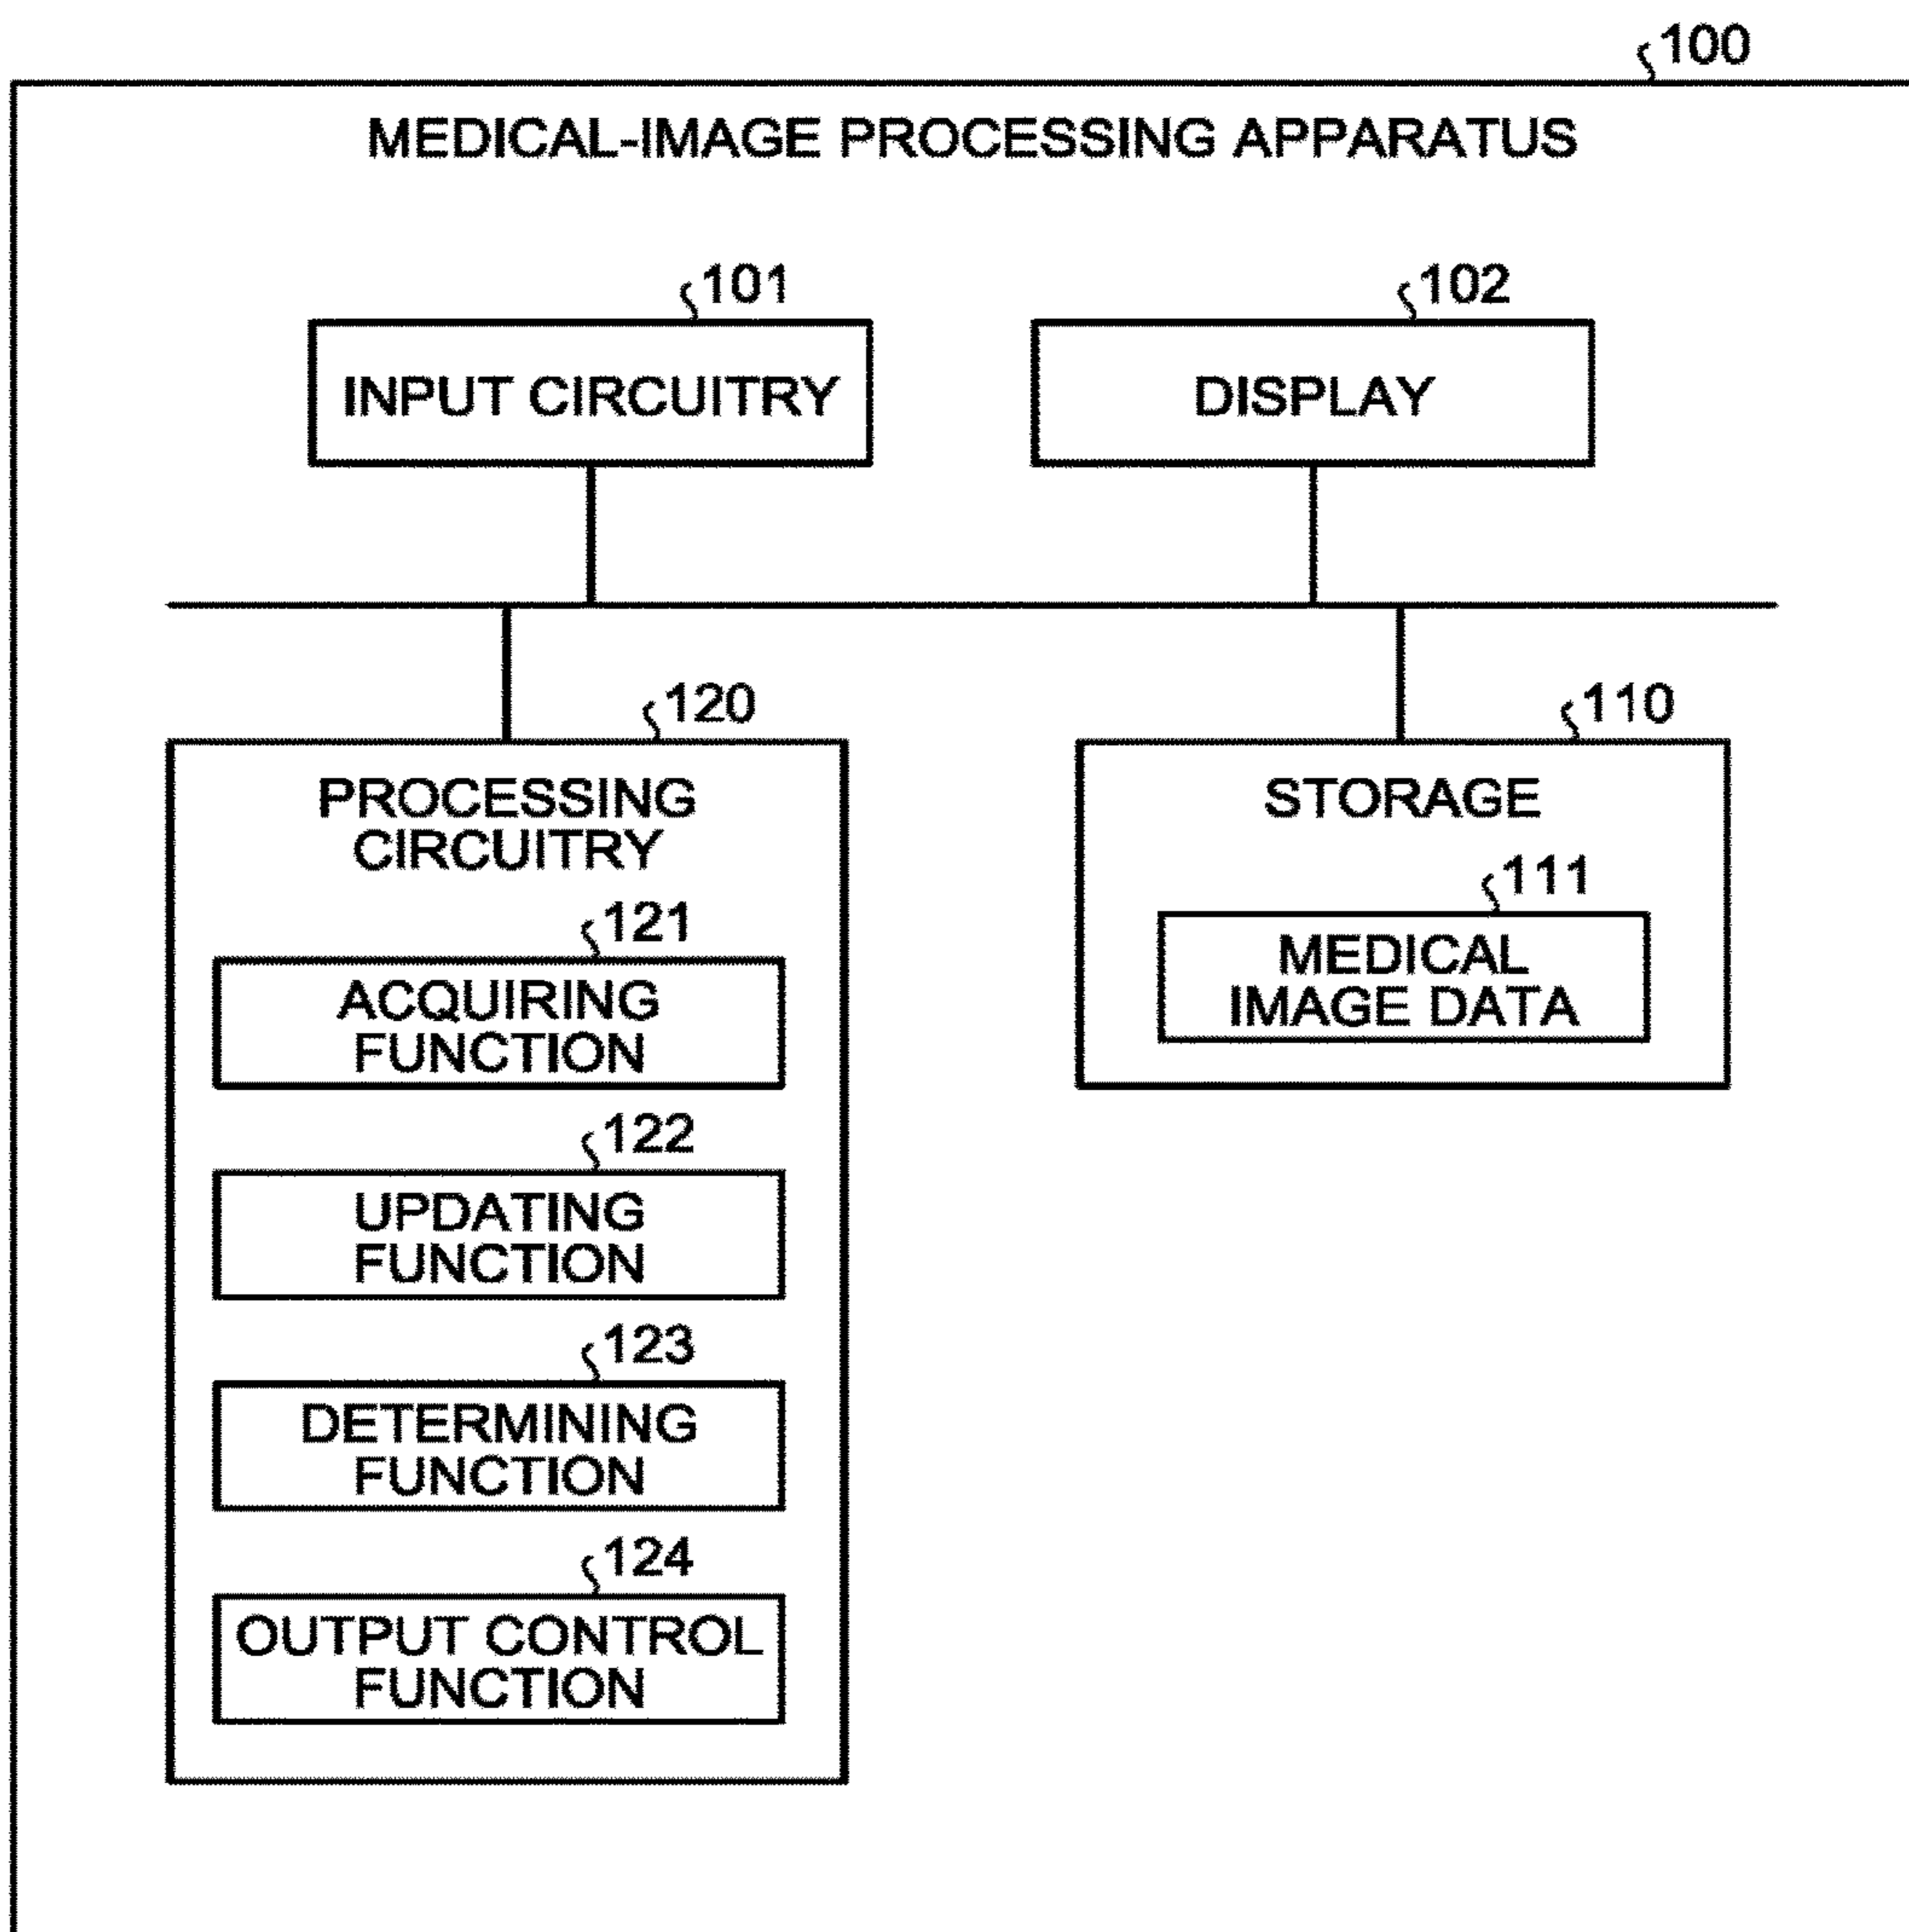 100
MEDICAL-IMAGE PROCESSING APPARATUS
101
INPUT CIRCUITRY
102
DISPLAY
120
PROCESSING
CIRCUITRY
121
ACQUIRING
FUNCTION
122
UPDATING
FUNCTION
123
DETERMINING
FUNCTION
124
OUTPUT CONTROL
FUNCTION
110
STORAGE
111
MEDICAL
IMAGE DATA